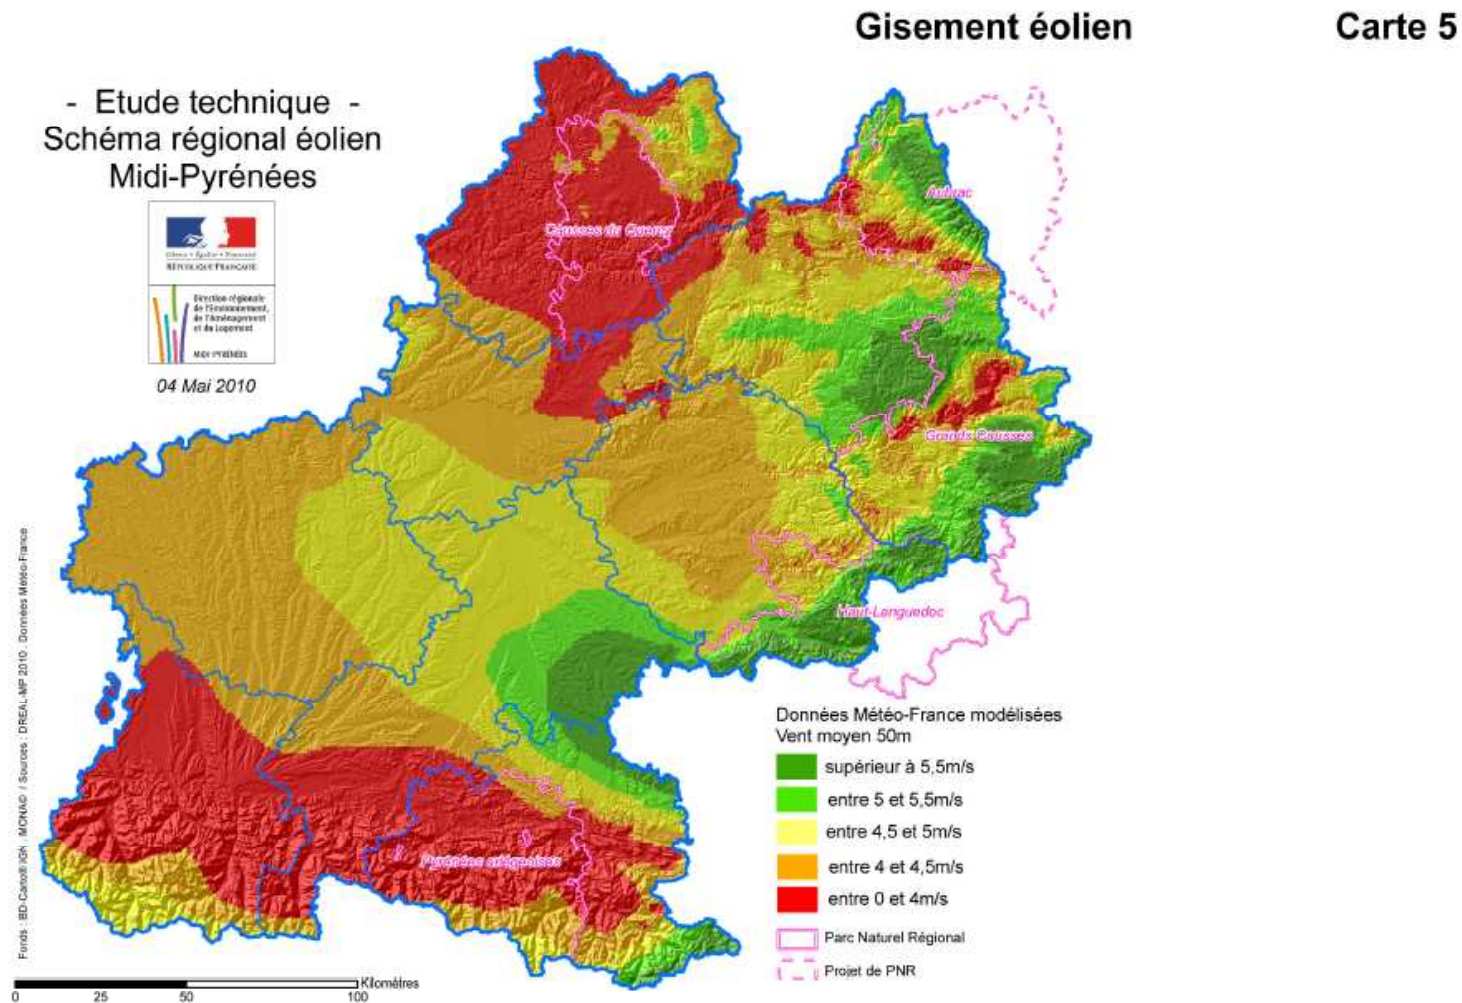 Gisement éolien
Carte 5
- Etude technique -
Schéma régional éolien
Midi-Pyrénées
Liberté • Égalité • Fraternité
RÉPUBLIQUE FRANÇAISE
Direction régionale
de l'Environnement,
de l'Aménagement
et du Logement
MIDI-PYRÉNÉES
04 Mai 2010
Aubrac
Causses du Quercy
Grands Causses
Haut-Languedoc
Pyrénées ariégeoises
Données Météo-France modélisées
Vent moyen 50m
supérieur à 5,5m/s
entre 5 et 5,5m/s
entre 4,5 et 5m/s
entre 4 et 4,5m/s
entre 0 et 4m/s
Parc Naturel Régional
Projet de PNR
Fonds : BD-Carto® IGN , MONA© / Sources : DREAL-MP 2010 . Données Météo-France
Kilomètres
0 25 50 100